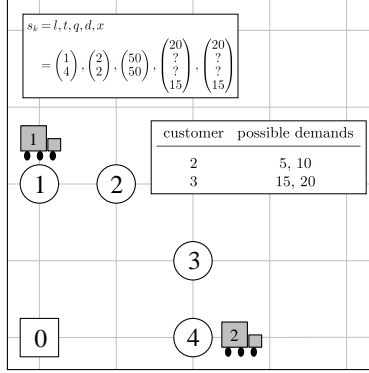 s_k = l, t, q, d, x
= (1 4), (2 2), (50 50), (20 ? ? 15), (20 ? ? 15)
customer possible demands
2 5, 10
3 15, 20
1
1 2
3
0 4 2